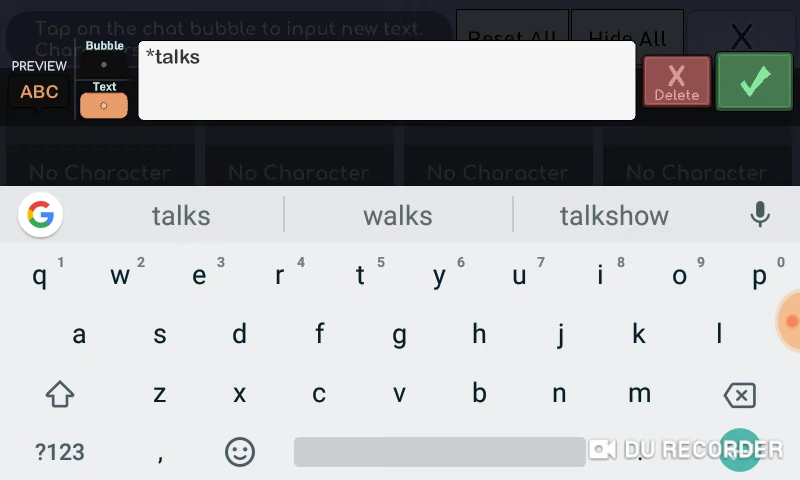 Tap on the chat bubble to input new text.
Reset All
Hide All
X
Bubble
PREVIEW
ABC
Text
*talks
X
Delete
No Character
No Character
No Character
No Character
G
talks
walks
talkshow
q 1 w 2 e 3 r 4 t 5 y 6 u 7 i 8 o 9 p 0
a s d f g h j k l
z x c v b n m
?123 , .
DU RECORDER